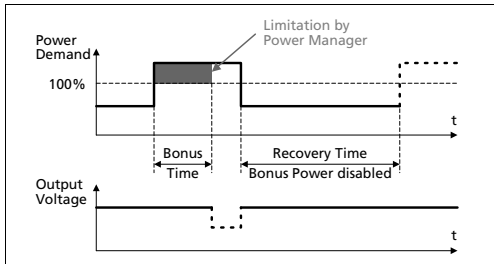 Limitation by
Power Manager
Power
Demand
100%
t
Bonus
Time
Recovery Time
Bonus Power disabled
Output
Voltage
t